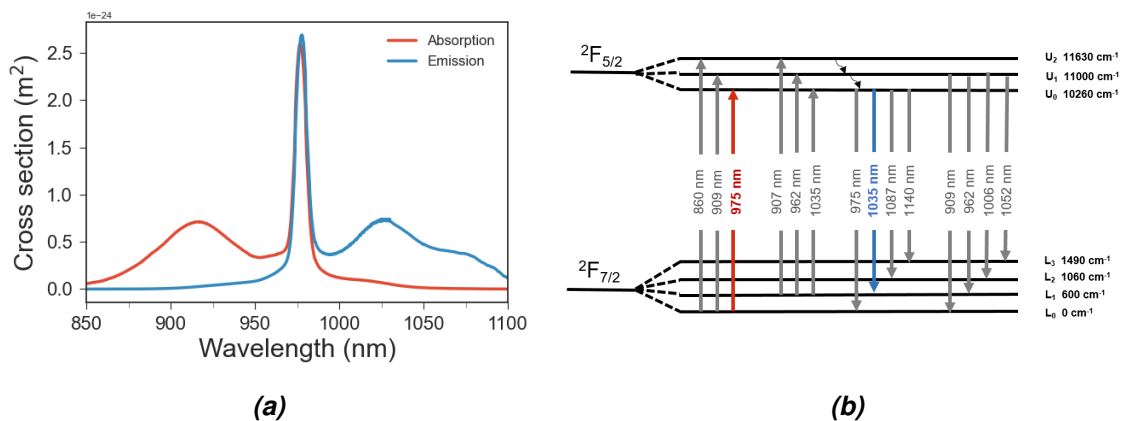 1e−24
Cross section (m²)
2.5
2.0
1.5
1.0
0.5
0.0
850
900
950
1000
1050
1100
Wavelength (nm)
Absorption
Emission
(a)
²F5/2
U₂ 11630 cm⁻¹
U₁ 11000 cm⁻¹
U₀ 10260 cm⁻¹
860 nm
909 nm
975 nm
907 nm
962 nm
1035 nm
975 nm
1035 nm
1087 nm
1140 nm
909 nm
962 nm
1006 nm
1052 nm
²F7/2
L₃ 1490 cm⁻¹
L₂ 1060 cm⁻¹
L₁ 600 cm⁻¹
L₀ 0 cm⁻¹
(b)